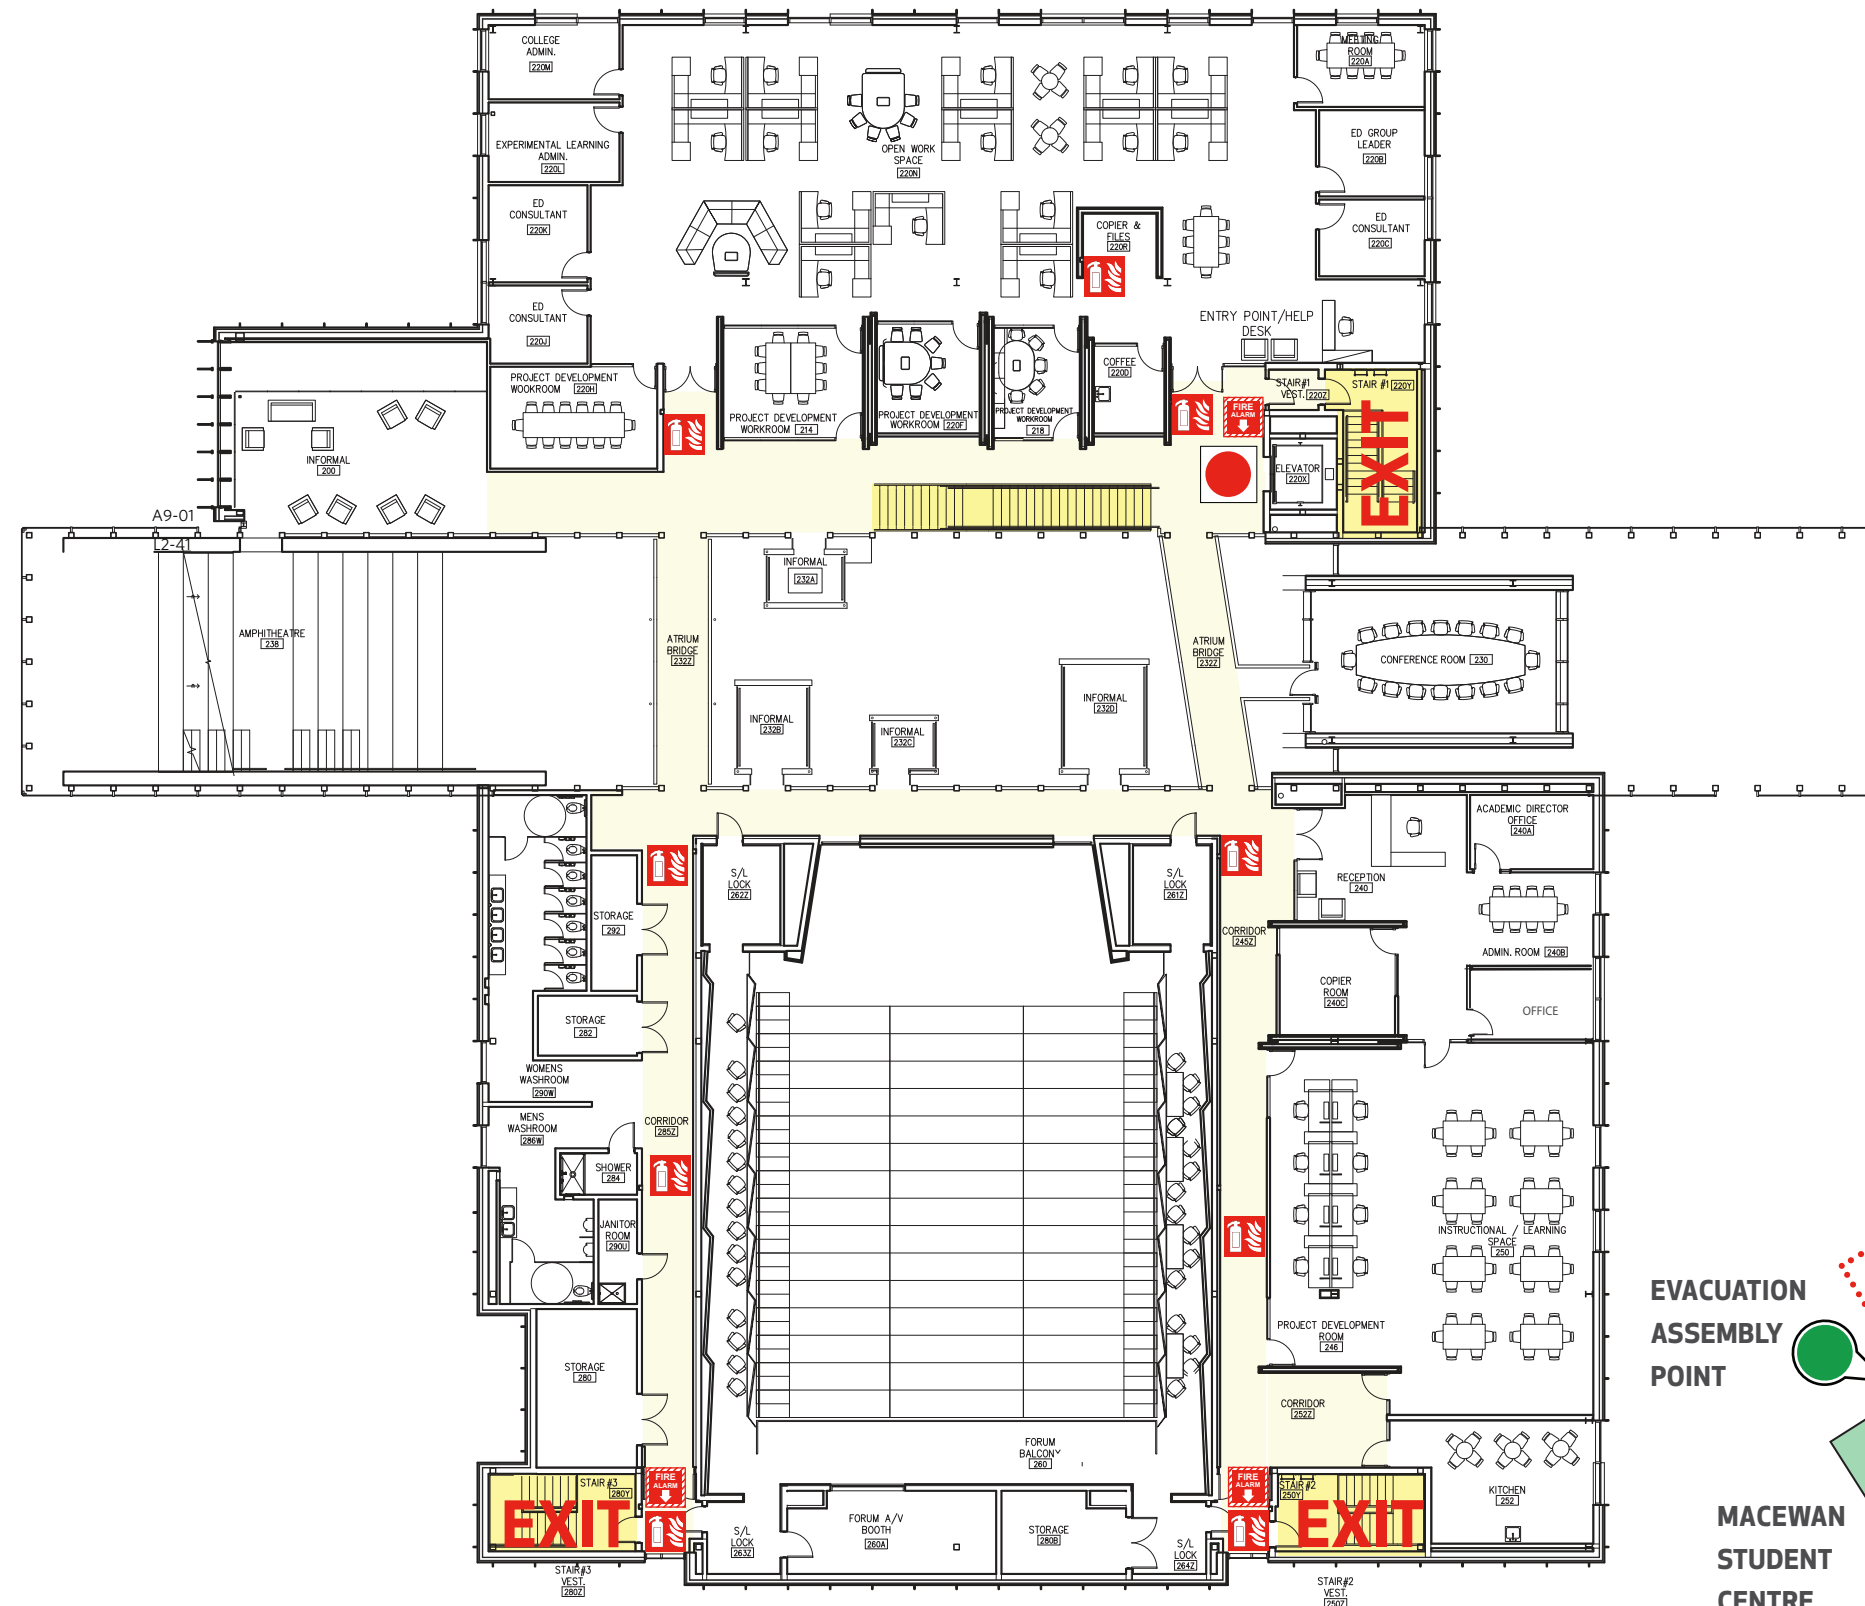 COLLEGE
ADMIN.
220M
EXPERIMENTAL LEARNING
ADMIN.
220L
ED
CONSULTANT
220K
ED
CONSULTANT
220J
OPEN WORK
SPACE
220N
COPIER &
FILES
220R
MEETING
ROOM
220A
ED GROUP
LEADER
220B
ED
CONSULTANT
220C
ENTRY POINT/HELP
DESK
PROJECT DEVELOPMENT
WOOKROOM 220H
PROJECT DEVELOPMENT
WORKROOM 214
PROJECT DEVELOPMENT
WORKROOM 220F
PROJECT DEVELOPMENT
WORKROOM
218
COFFEE
220D
FIRE
ALARM
STAIR#1
VEST. 220Z
STAIR #1 220Y
EXIT
ELEVATOR
220X
INFORMAL
200
A9-01
L2-41
AMPHITHEATRE
238
ATRIUM
BRIDGE
232Z
INFORMAL
232A
INFORMAL
232B
INFORMAL
232C
INFORMAL
232D
ATRIUM
BRIDGE
232Z
CONFERENCE ROOM 230
S/L
LOCK
262Z
S/L
LOCK
261Z
STORAGE
292
STORAGE
282
WOMENS
WASHROOM
290W
MENS
WASHROOM
286W
CORRIDOR
285Z
SHOWER
284
JANITOR
ROOM
290U
STORAGE
280
CORRIDOR
245Z
RECEPTION
240
ACADEMIC DIRECTOR
OFFICE
240A
ADMIN. ROOM 240B
COPIER
ROOM
240C
OFFICE
INSTRUCTIONAL / LEARNING
SPACE
250
PROJECT DEVELOPMENT
ROOM
246
CORRIDOR
252Z
KITCHEN
252
FORUM
BALCONY
260
STAIR#3
280Y
EXIT
FIRE
ALARM
STAIR#3
VEST.
280Z
S/L
LOCK
263Z
FORUM A/V
BOOTH
260A
STORAGE
280B
S/L
LOCK
264Z
FIRE
ALARM
STAIR#2
250Y
EXIT
STAIR#2
VEST.
250Z
EVACUATION
ASSEMBLY
POINT
MACEWAN
STUDENT
CENTRE